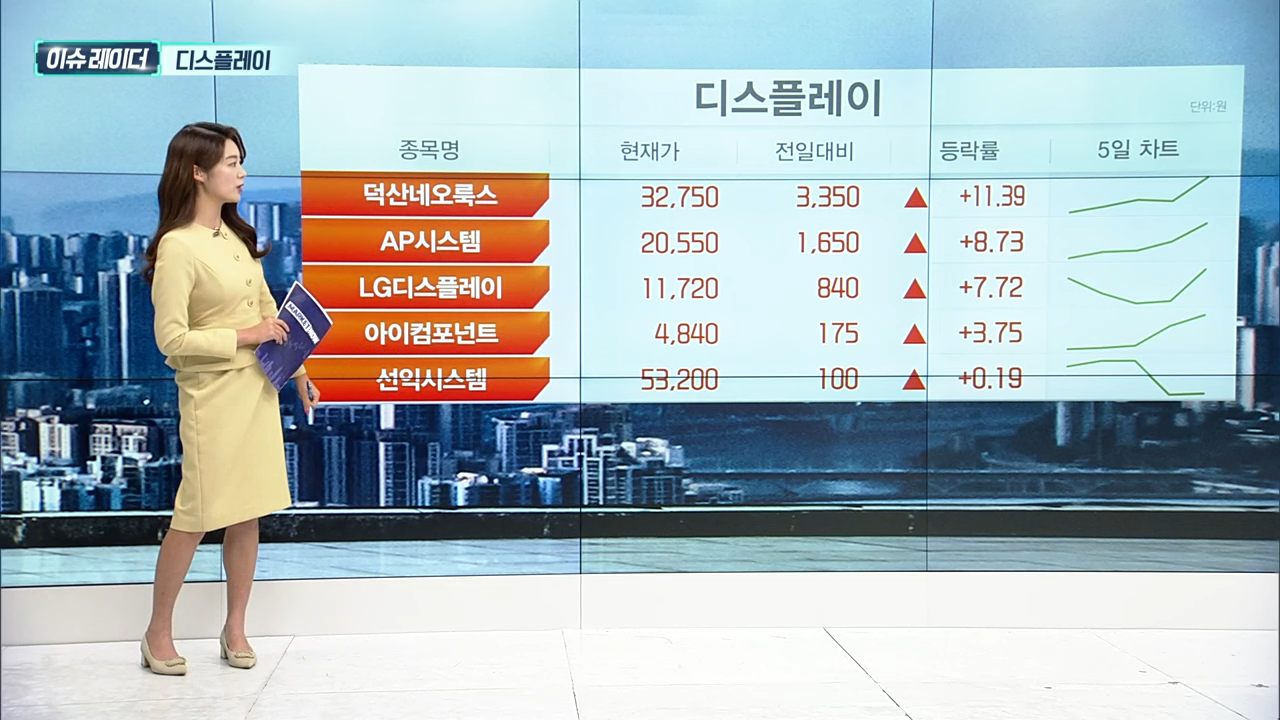 이슈 레이더 디스플레이
디스플레이
단위:원
종목명 현재가 전일대비 등락률 5일 차트
덕산네오룩스 32,750 3,350 ▲ +11.39
AP시스템 20,550 1,650 ▲ +8.73
LG디스플레이 11,720 840 ▲ +7.72
아이컴포넌트 4,840 175 ▲ +3.75
선익시스템 53,200 100 ▲ +0.19
MARKET